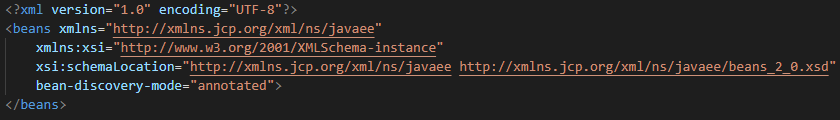 <?xml version="1.0" encoding="UTF-8"?>
<beans xmlns="http://xmlns.jcp.org/xml/ns/javaee"
    xmlns:xsi="http://www.w3.org/2001/XMLSchema-instance"
    xsi:schemaLocation="http://xmlns.jcp.org/xml/ns/javaee http://xmlns.jcp.org/xml/ns/javaee/beans_2_0.xsd"
    bean-discovery-mode="annotated">
</beans>